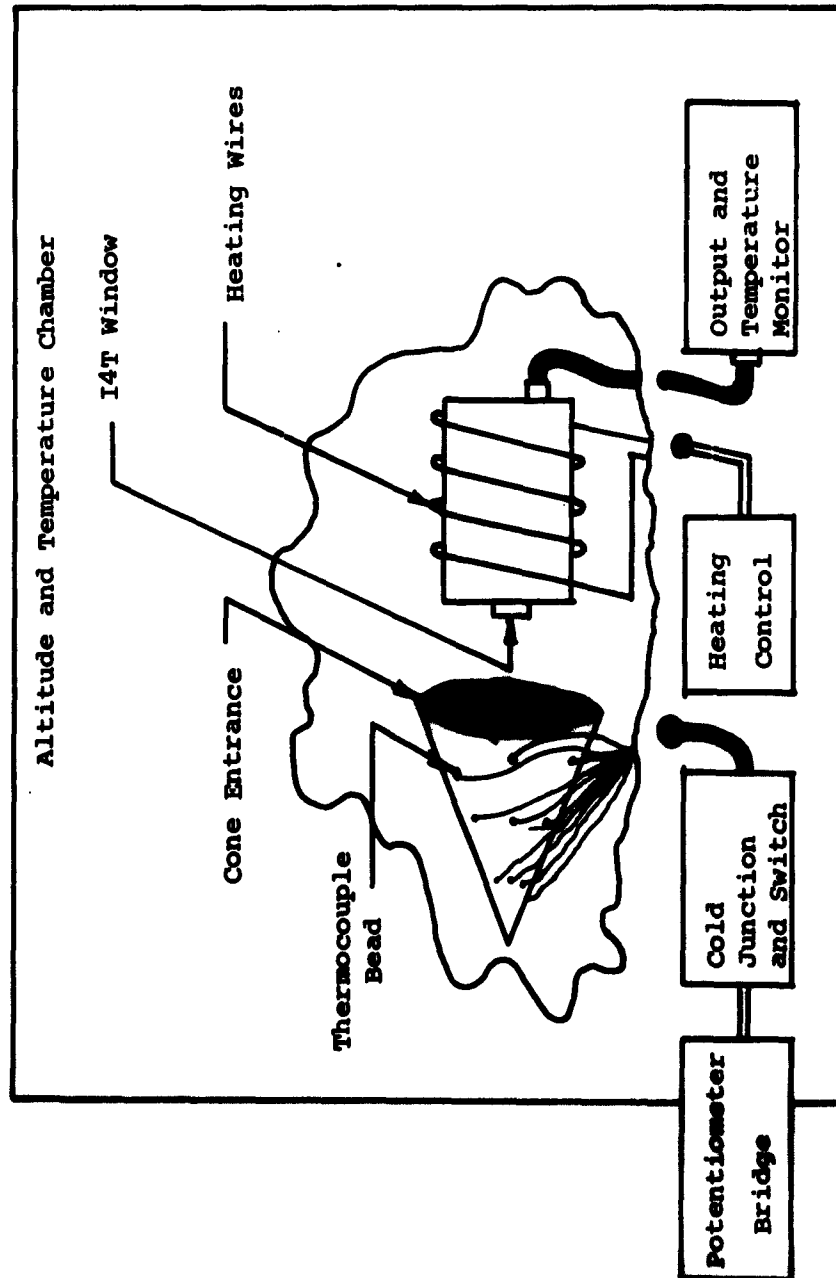 Altitude and Temperature Chamber
I4T Window
Heating Wires
Cone Entrance
Thermocouple
Bead
Potentiometer
Bridge
Cold
Junction
and Switch
Heating
Control
Output and
Temperature
Monitor